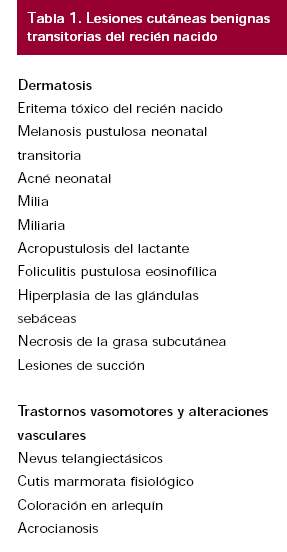 Tabla 1. Lesiones cutáneas benignas
transitorias del recién nacido
Dermatosis
Eritema tóxico del recién nacido
Melanosis pustulosa neonatal
transitoria
Acné neonatal
Milia
Miliaria
Acropustulosis del lactante
Foliculitis pustulosa eosinofílica
Hiperplasia de las glándulas
sebáceas
Necrosis de la grasa subcutánea
Lesiones de succión
Trastornos vasomotores y alteraciones
vasculares
Nevus telangiectásicos
Cutis marmorata fisiológico
Coloración en arlequín
Acrocianosis